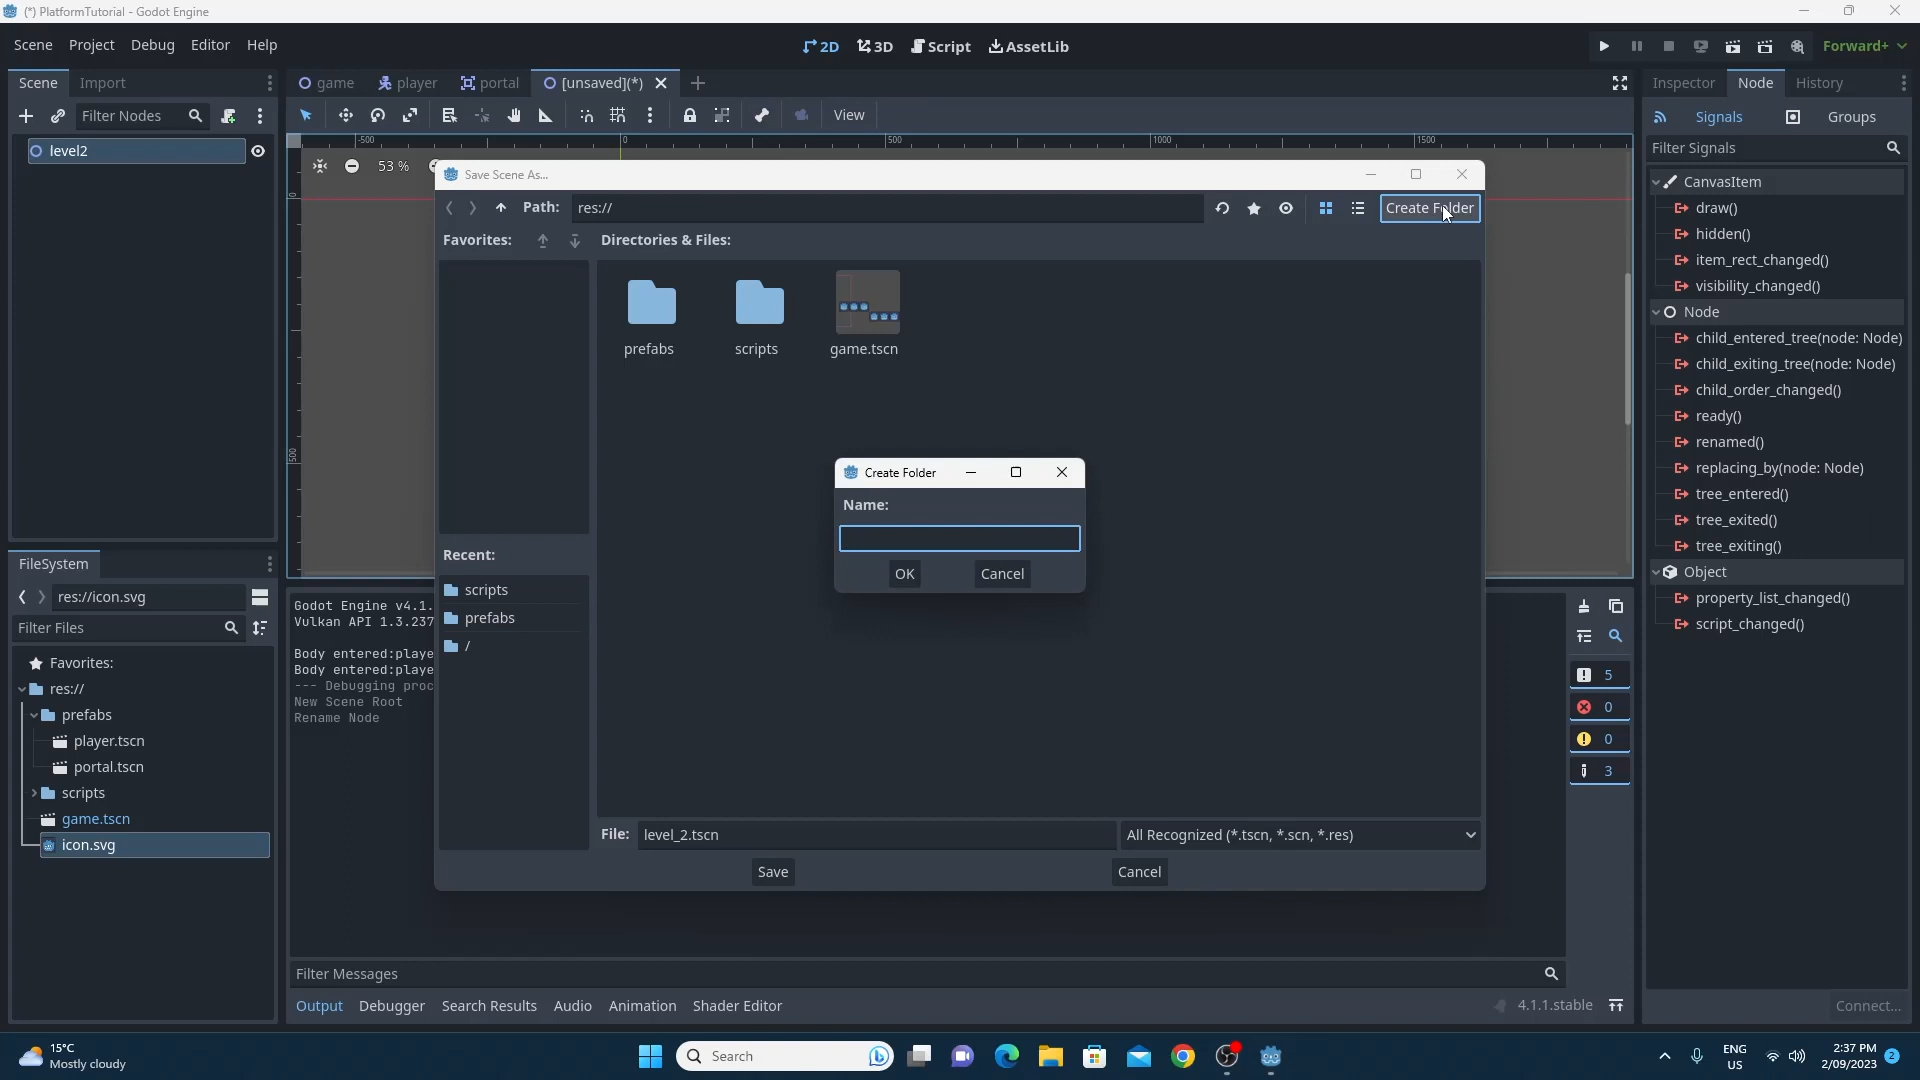 (*) PlatformTutorial - Godot Engine
Scene Project Debug Editor Help
2D 3D Script AssetLib
Forward+
Scene Import
game player portal [unsaved](*)
Inspector Node History
Filter Nodes
View
Signals Groups
level2
Filter Signals
-500 0 500 1000 1500
53 %
0
500
Save Scene As...
Path: res://
Create Folder
Favorites:
Directories & Files:
prefabs scripts game.tscn
Create Folder
Name:
OK Cancel
Recent:
scripts
prefabs
/
File: level_2.tscn
All Recognized (*.tscn, *.scn, *.res)
Save Cancel
CanvasItem
draw()
hidden()
item_rect_changed()
visibility_changed()
Node
child_entered_tree(node: Node)
child_exiting_tree(node: Node)
child_order_changed()
ready()
renamed()
replacing_by(node: Node)
tree_entered()
tree_exited()
tree_exiting()
Object
property_list_changed()
script_changed()
Connect...
FileSystem
res://icon.svg
Filter Files
Favorites:
res://
prefabs
player.tscn
portal.tscn
scripts
game.tscn
icon.svg
Godot Engine v4.1.
Vulkan API 1.3.237
Body entered:playe
Body entered:playe
--- Debugging proc
New Scene Root
Rename Node
5
0
0
3
Filter Messages
Output Debugger Search Results Audio Animation Shader Editor
4.1.1.stable
15°C
Mostly cloudy
Search
ENG
US
2:37 PM
2/09/2023
2